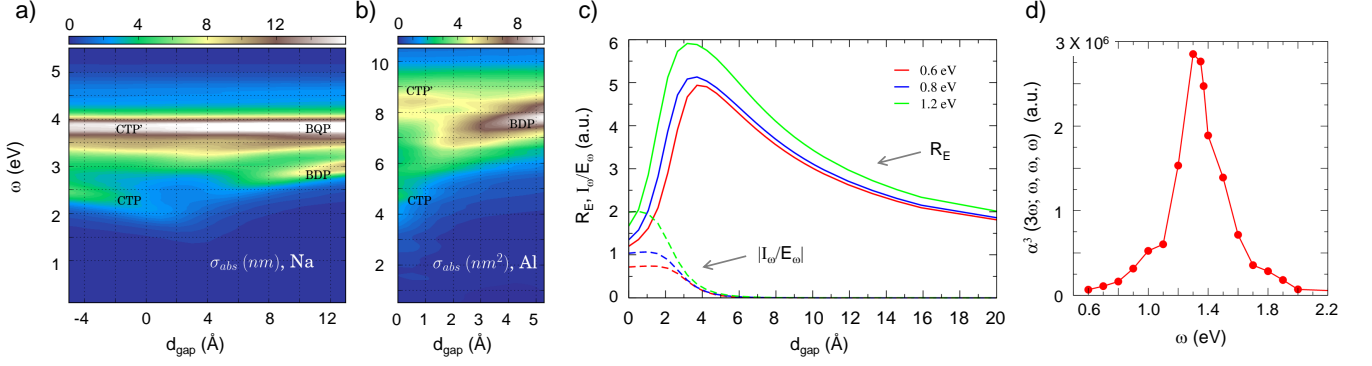 a)
0 4 8 12
5
4
3
2
1
ω (eV)
CTP'
BQP
BDP
CTP
σabs (nm), Na
-4 0 4 8 12
dgap (Å)
b)
0 4 8
10
8
6
4
2
CTP'
BDP
CTP
σabs (nm²), Al
0 1 2 3 4 5
dgap (Å)
c)
6
5
4
3
2
1
0
RE, Iω/Eω (a.u.)
0.6 eV
0.8 eV
1.2 eV
RE
|Iω/Eω|
0 2 4 6 8 10 12 14 16 18 20
dgap (Å)
d)
3 X 10⁶
2
1
0
α³ (3ω; ω, ω, ω) (a.u.)
0.6 1.0 1.4 1.8 2.2
ω (eV)